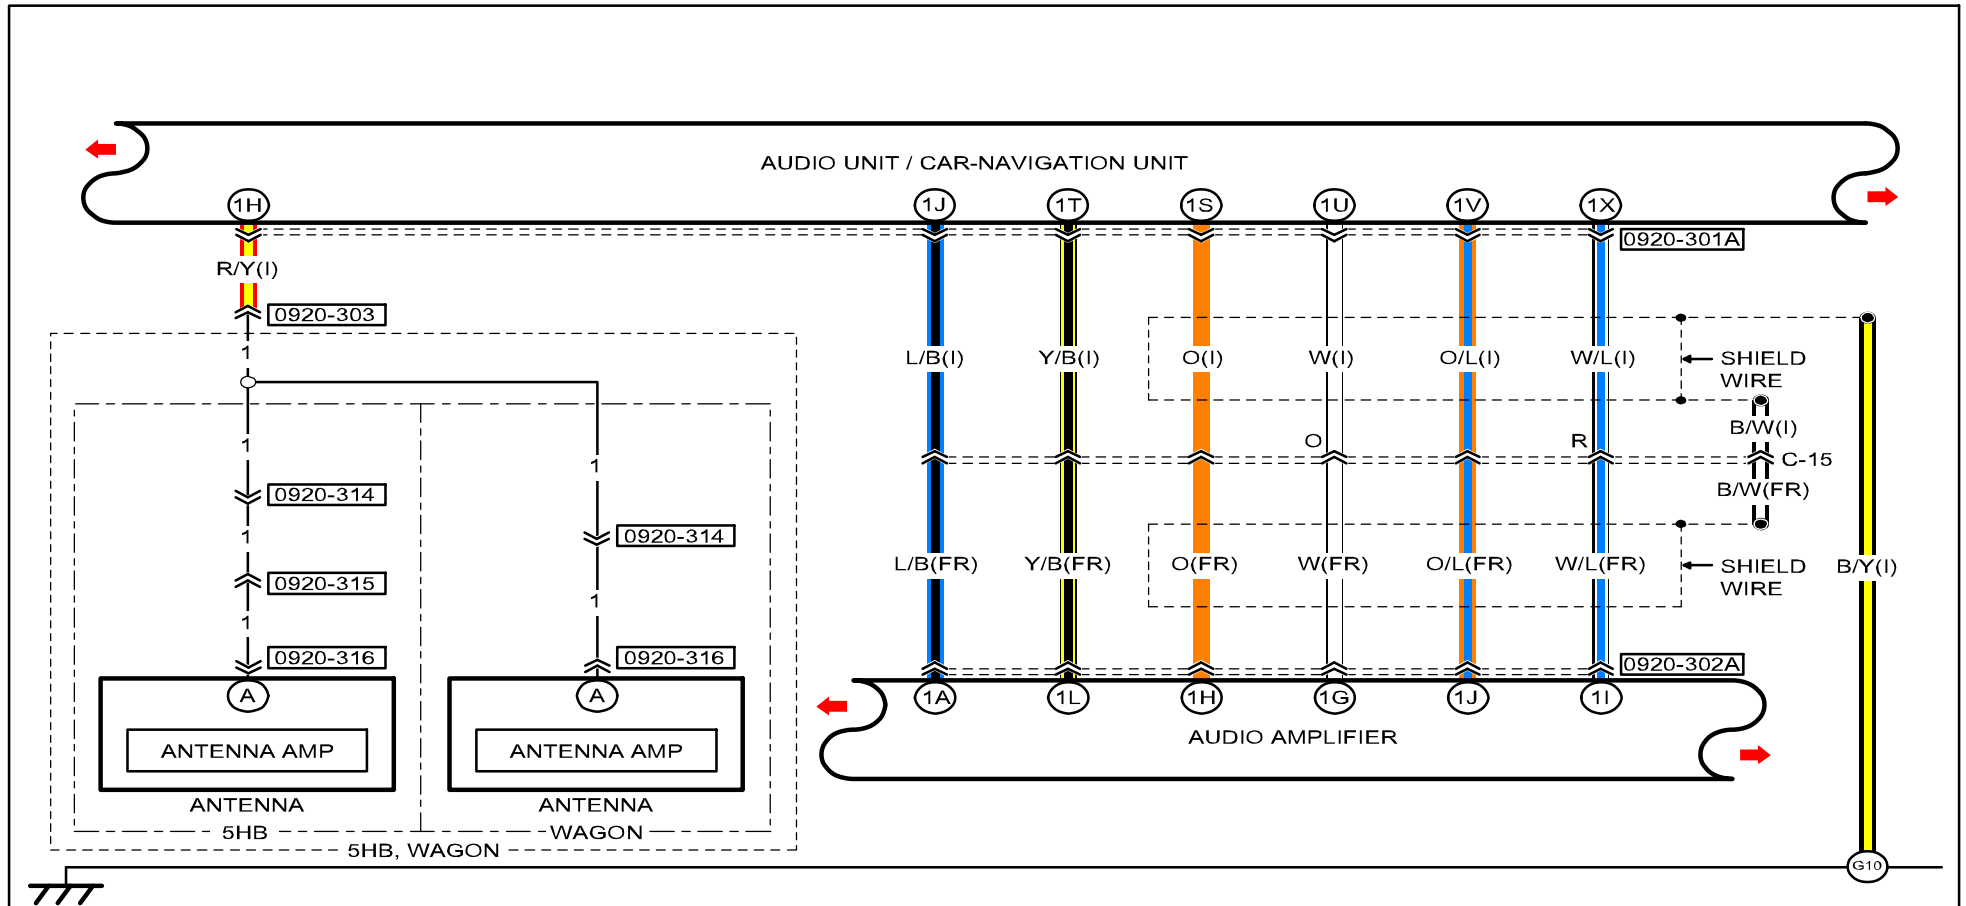 AUDIO UNIT / CAR-NAVIGATION UNIT
1H 1J 1T 1S 1U 1V 1X
0920-301A
R/Y(I)
0920-303
1 L/B(I) Y/B(I) O(I) W(I) O/L(I) W/L(I) SHIELD
WIRE
B/W(I)
1 O R
1 C-15
0920-314 B/W(FR)
1 0920-314
L/B(FR) Y/B(FR) O(FR) W(FR) O/L(FR) W/L(FR) SHIELD B/Y(I)
WIRE
0920-315
1
1
0920-316 0920-316 0920-302A
A A 1A 1L 1H 1G 1J 1I
AUDIO AMPLIFIER
ANTENNA AMP ANTENNA AMP
ANTENNA ANTENNA
5HB WAGON
5HB, WAGON
G10